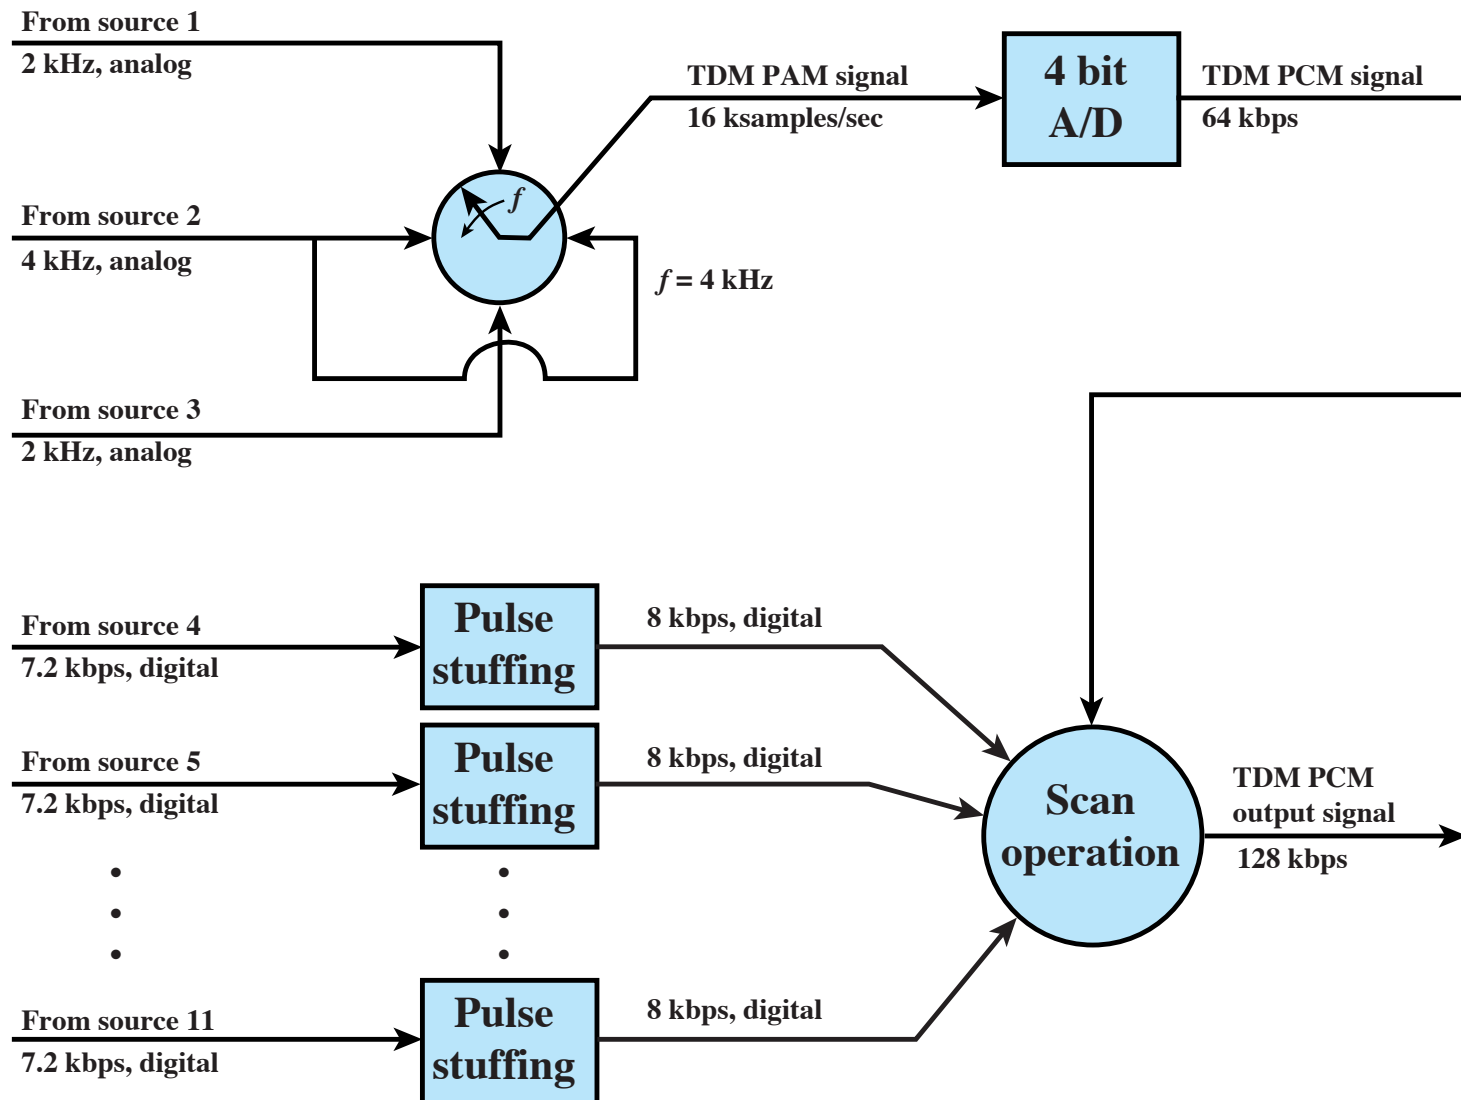 From source 1
2 kHz, analog
TDM PAM signal
16 ksamples/sec
4 bit
A/D
TDM PCM signal
64 kbps
f
From source 2
4 kHz, analog
f = 4 kHz
From source 3
2 kHz, analog
From source 4
7.2 kbps, digital
Pulse
stuffing
8 kbps, digital
From source 5
7.2 kbps, digital
Pulse
stuffing
8 kbps, digital
Scan
operation
TDM PCM
output signal
128 kbps
From source 11
7.2 kbps, digital
Pulse
stuffing
8 kbps, digital